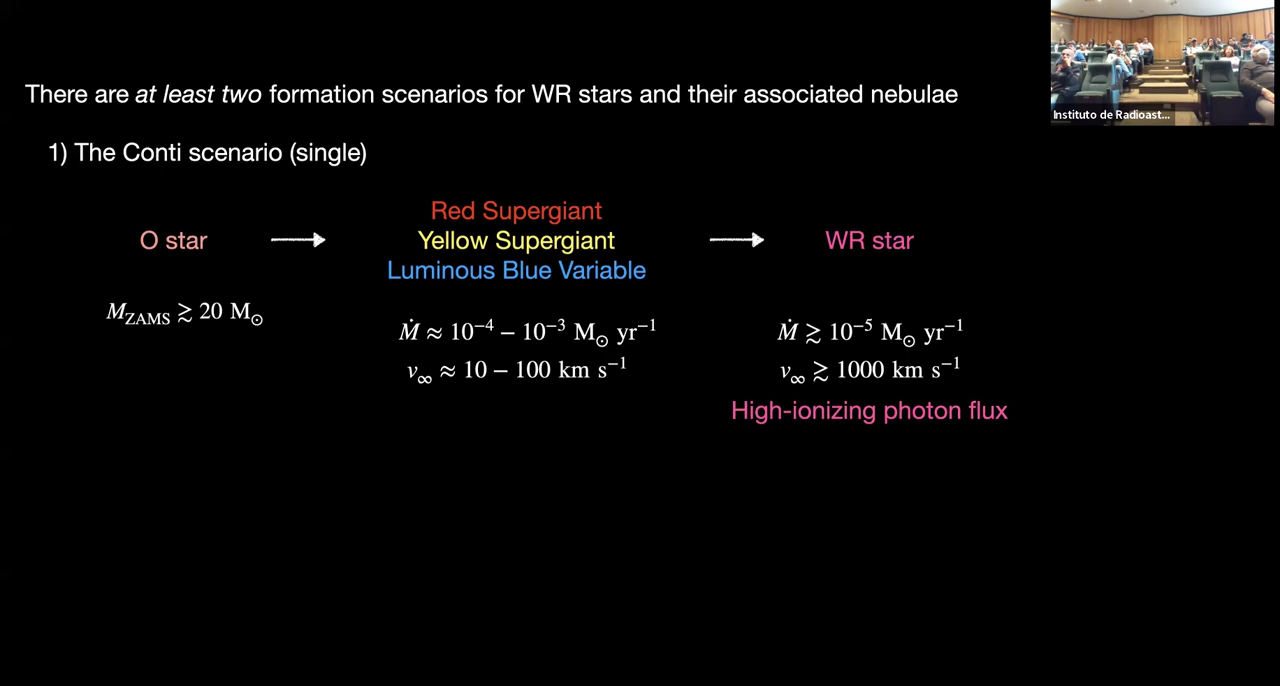 There are at least two formation scenarios for WR stars and their associated nebulae
Instituto de Radioast...
1) The Conti scenario (single)
Red Supergiant
O star → Yellow Supergiant → WR star
Luminous Blue Variable
M_ZAMS ≳ 20 M_⊙
Ṁ ≈ 10⁻⁴ – 10⁻³ M_⊙ yr⁻¹
v_∞ ≈ 10 – 100 km s⁻¹
Ṁ ≳ 10⁻⁵ M_⊙ yr⁻¹
v_∞ ≳ 1000 km s⁻¹
High-ionizing photon flux